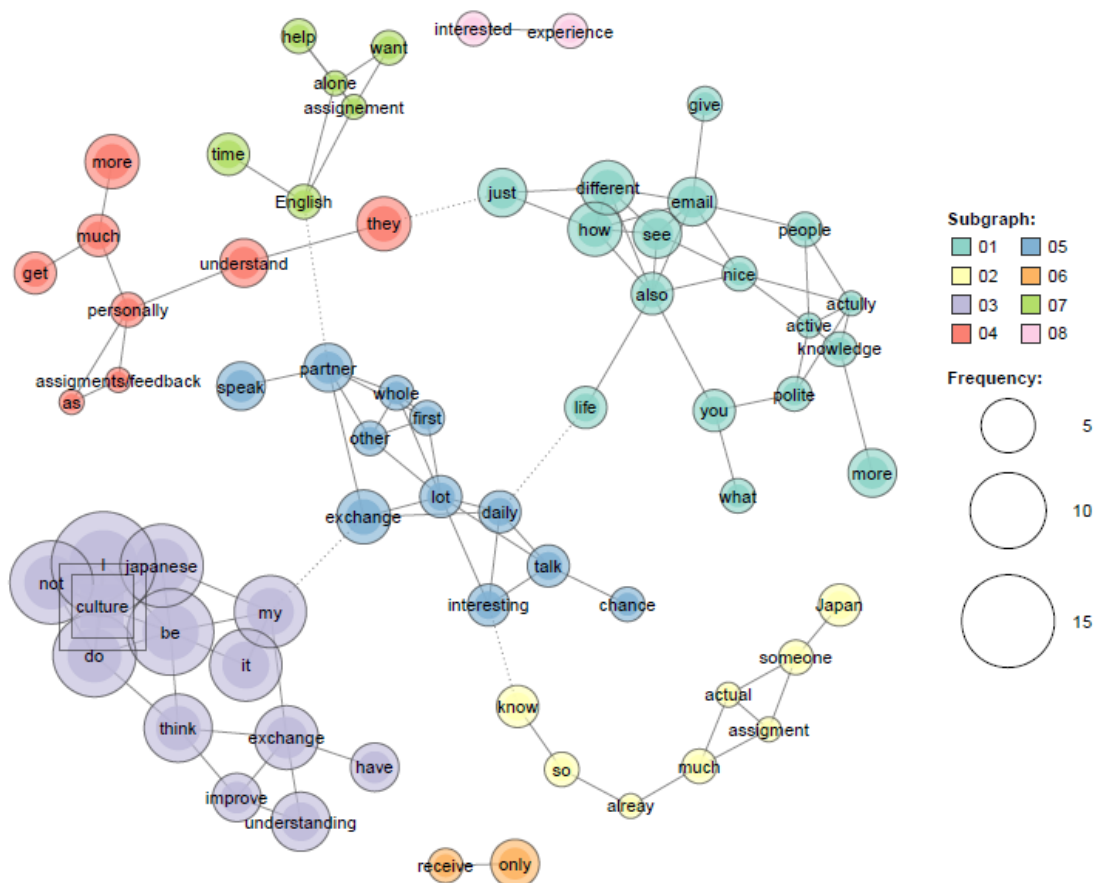 help
want
alone
assignement
time
English
interested
experience
give
more
much
get
understand
they
personally
assigments/feedback
as
just
different
how
see
email
people
also
nice
actully
active
knowledge
polite
life
you
what
more
Subgraph:
01 05
02 06
03 07
04 08
Frequency:
5
10
15
speak
partner
whole
first
other
lot
exchange
daily
talk
interesting
chance
not
I
japanese
culture
be
my
do
it
think
exchange
have
improve
understanding
Japan
someone
actual
assigment
know
so
much
alreay
receive
only